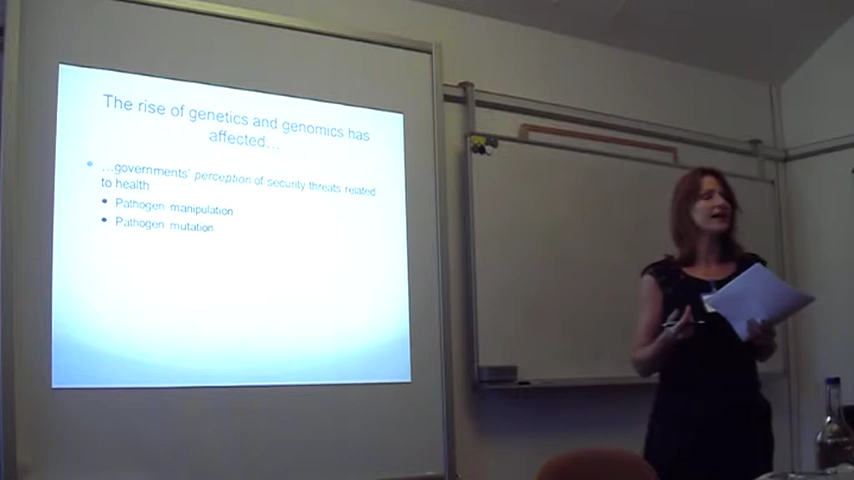 The rise of genetics and genomics has
affected…
• …governments' perception of security threats related
to health
• Pathogen manipulation
• Pathogen mutation